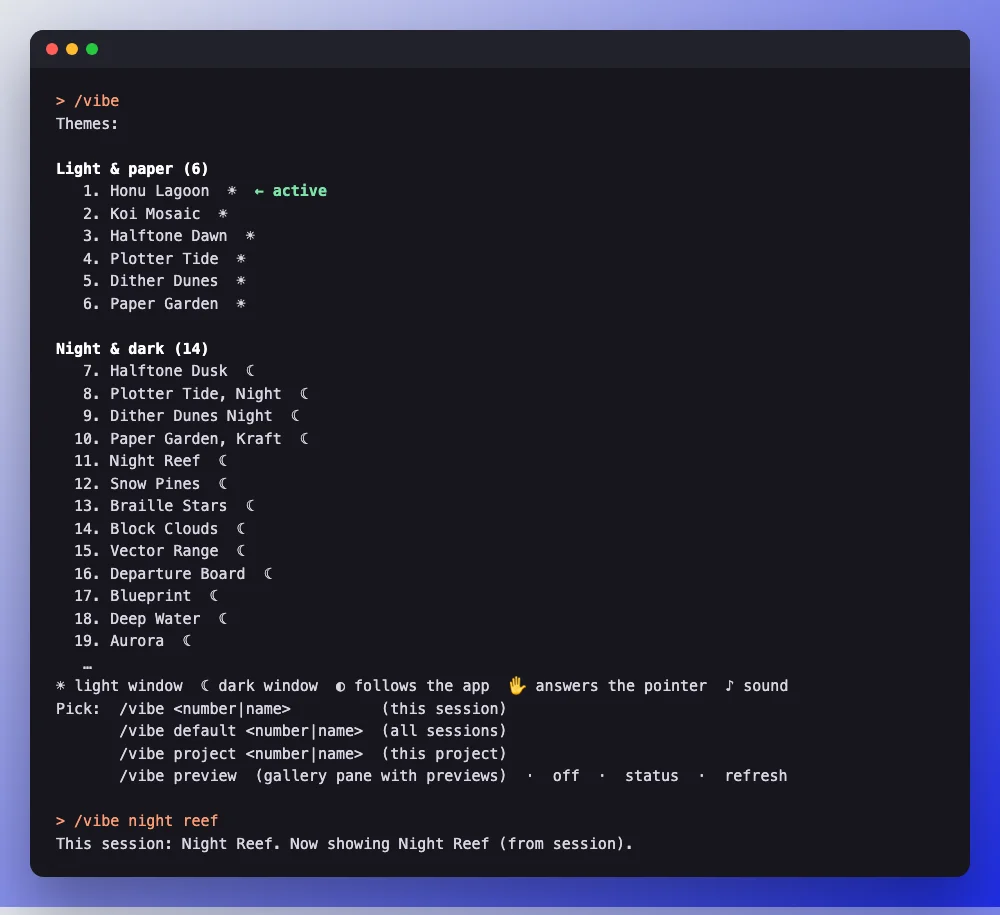 > /vibe
Themes:
Light & paper (6)
1. Honu Lagoon ☀ ← active
2. Koi Mosaic ☀
3. Halftone Dawn ☀
4. Plotter Tide ☀
5. Dither Dunes ☀
6. Paper Garden ☀
Night & dark (14)
7. Halftone Dusk ☾
8. Plotter Tide, Night ☾
9. Dither Dunes Night ☾
10. Paper Garden, Kraft ☾
11. Night Reef ☾
12. Snow Pines ☾
13. Braille Stars ☾
14. Block Clouds ☾
15. Vector Range ☾
16. Departure Board ☾
17. Blueprint ☾
18. Deep Water ☾
19. Aurora ☾
…
☀ light window ☾ dark window ◐ follows the app 🖐 answers the pointer ♪ sound
Pick: /vibe <number|name> (this session)
/vibe default <number|name> (all sessions)
/vibe project <number|name> (this project)
/vibe preview (gallery pane with previews) · off · status · refresh
> /vibe night reef
This session: Night Reef. Now showing Night Reef (from session).